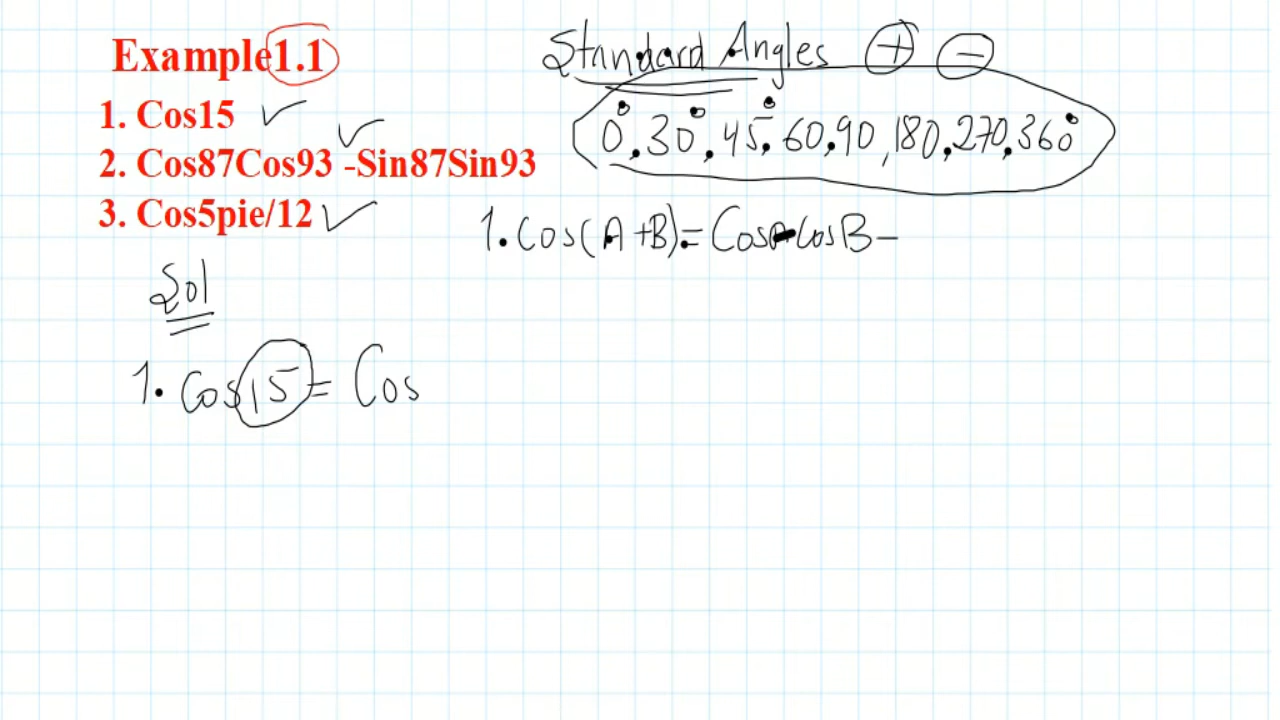 Example1.1
1. Cos15
2. Cos87Cos93 -Sin87Sin93
3. Cos5pie/12
Standard Angles + -
0°, 30°, 45°, 60, 90, 180, 270, 360°
1. Cos(A+B) = CosA·CosB -
Sol
1. Cos15 = Cos